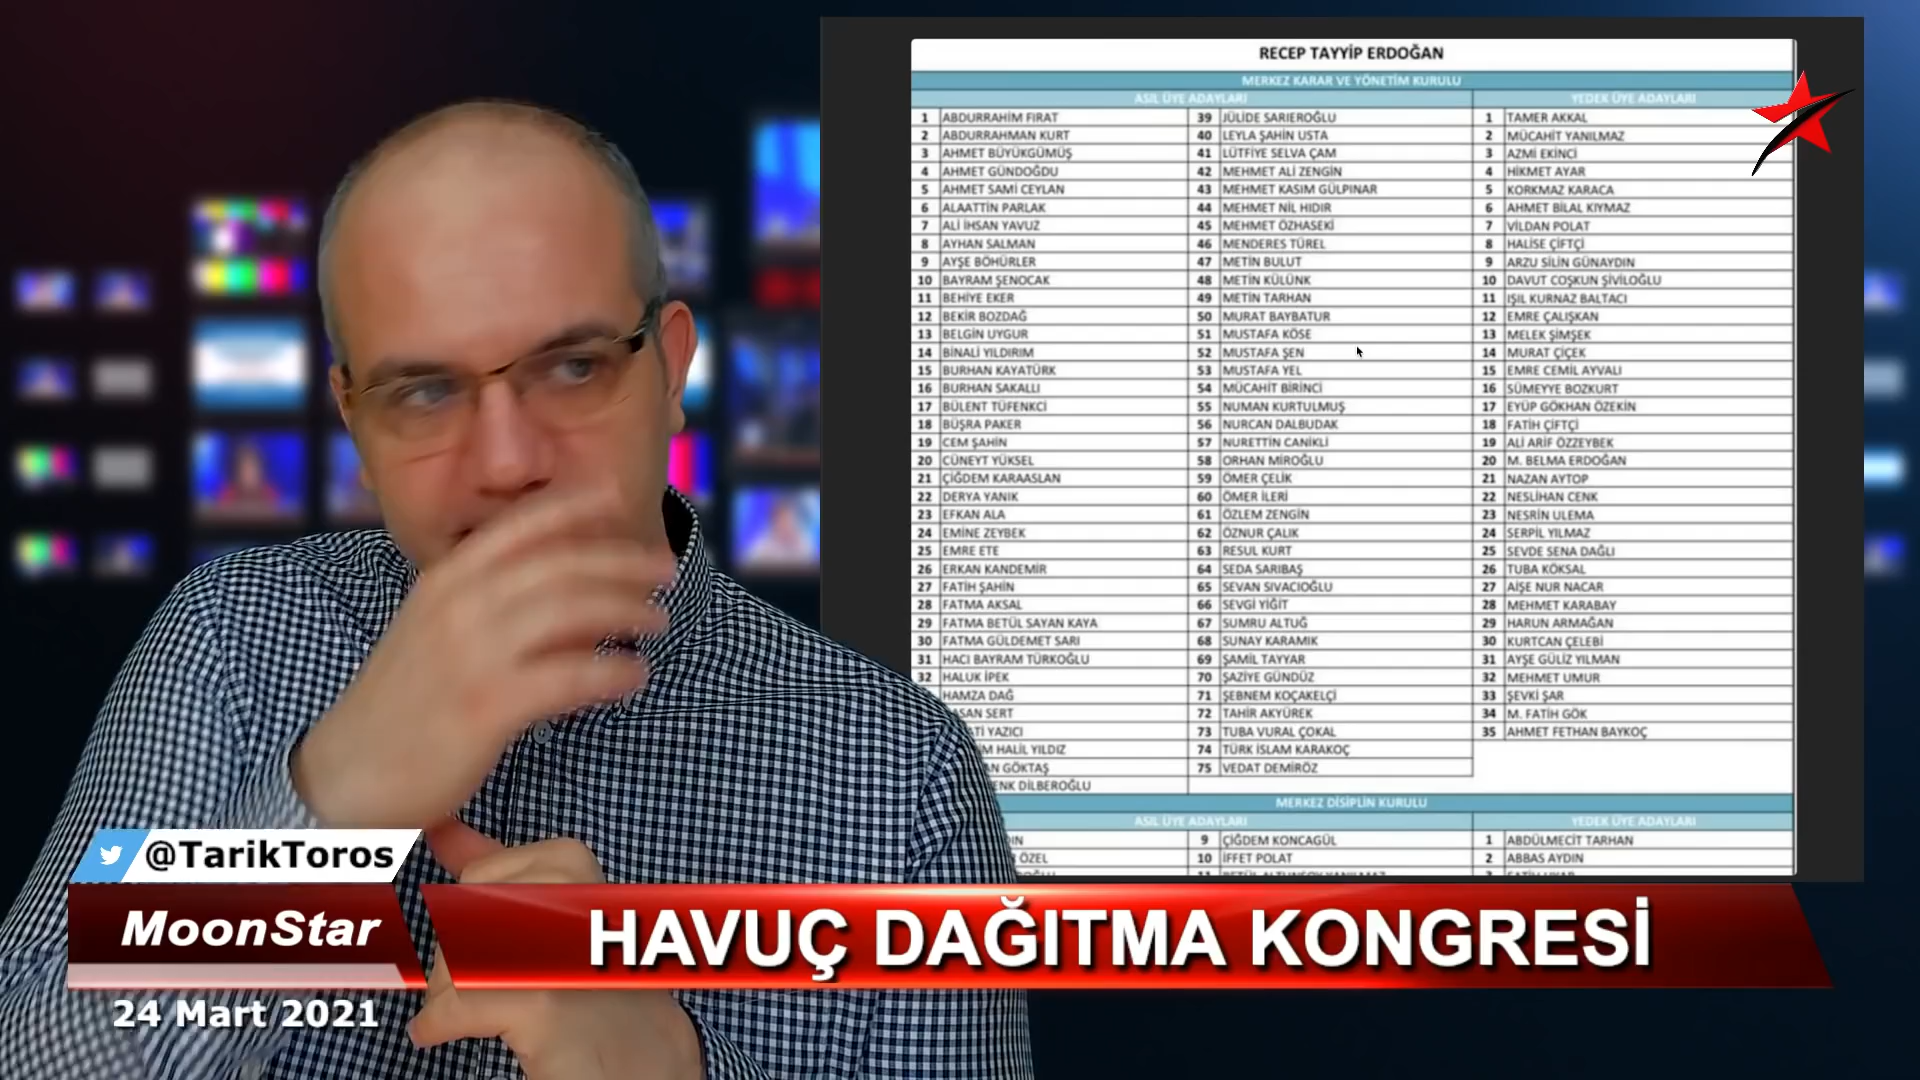 RECEP TAYYİP ERDOĞAN
MERKEZ KARAR VE YÖNETİM KURULU
ASIL ÜYE ADAYLARI YEDEK ÜYE ADAYLARI
1 ABDURRAHİM FIRAT 39 JÜLİDE SARIEROĞLU 1 TAMER AKKAL
2 ABDURRAHMAN KURT 40 LEYLA ŞAHİN USTA 2 MÜCAHİT YANILMAZ
3 AHMET BÜYÜKGÜMÜŞ 41 LÜTFİYE SELVA ÇAM 3 AZMİ EKİNCİ
4 AHMET GÜNDOĞDU 42 MEHMET ALİ ZENGİN 4 HİKMET AYAR
5 AHMET SAMİ CEYLAN 43 MEHMET KASIM GÜLPINAR 5 KORKMAZ KARACA
6 ALAATTİN PARLAK 44 MEHMET NİL HIDIR 6 AHMET BİLAL KIYMAZ
7 ALİ İHSAN YAVUZ 45 MEHMET ÖZHASEKİ 7 VİLDAN POLAT
8 AYHAN SALMAN 46 MENDERES TÜREL 8 HALİSE ÇİFTÇİ
9 AYŞE BÖHÜRLER 47 METİN BULUT 9 ARZU SİLİN GÜNAYDIN
10 BAYRAM ŞENOCAK 48 METİN KÜLÜNK 10 DAVUT COŞKUN ŞİVİLOĞLU
11 BEHİYE EKER 49 METİN TARHAN 11 IŞIL KURNAZ BALTACI
12 BEKİR BOZDAĞ 50 MURAT BAYBATUR 12 EMRE ÇALIŞKAN
13 BELGİN UYGUR 51 MUSTAFA KÖSE 13 MELEK ŞİMŞEK
14 BİNALİ YILDIRIM 52 MUSTAFA ŞEN 14 MURAT ÇİÇEK
15 BURHAN KAYATÜRK 53 MUSTAFA YEL 15 EMRE CEMİL AYVALI
16 BURHAN SAKALLI 54 MÜCAHİT BİRİNCİ 16 SÜMEYYE BOZKURT
17 BÜLENT TÜFENKCİ 55 NUMAN KURTULMUŞ 17 EYÜP GÖKHAN ÖZEKİN
18 BÜŞRA PAKER 56 NURCAN DALBUDAK 18 FATİH ÇİFTÇİ
19 CEM ŞAHİN 57 NURETTİN CANİKLİ 19 ALİ ARİF ÖZZEYBEK
20 CÜNEYT YÜKSEL 58 ORHAN MİROĞLU 20 M. BELMA ERDOĞAN
21 ÇİĞDEM KARAASLAN 59 ÖMER ÇELİK 21 NAZAN AYTOP
22 DERYA YANIK 60 ÖMER İLERİ 22 NESLİHAN CENK
23 EFKAN ALA 61 ÖZLEM ZENGİN 23 NESRİN ULEMA
24 EMİNE ZEYBEK 62 ÖZNUR ÇALIK 24 SERPİL YILMAZ
25 EMRE ETE 63 RESUL KURT 25 SEVDE SENA DAĞLI
26 ERKAN KANDEMİR 64 SEDA SARIBAŞ 26 TUBA KÖKSAL
27 FATİH ŞAHİN 65 SEVAN SIVACIOĞLU 27 AİŞE NUR NACAR
28 FATMA AKSAL 66 SEVGİ YİĞİT 28 MEHMET KARABAY
29 FATMA BETÜL SAYAN KAYA 67 SUMRU ALTUĞ 29 HARUN ARMAĞAN
30 FATMA GÜLDEMET SARI 68 SUNAY KARAMIK 30 KURTCAN ÇELEBİ
31 HACI BAYRAM TÜRKOĞLU 69 ŞAMİL TAYYAR 31 AYŞE GÜLİZ YILMAN
32 HALUK İPEK 70 ŞAZİYE GÜNDÜZ 32 MEHMET UMUR
HAMZA DAĞ 71 ŞEBNEM KOÇAKELÇİ 33 ŞEVKİ ŞAR
ASAN SERT 72 TAHİR AKYÜREK 34 M. FATİH GÖK
ATİ YAZICI 73 TUBA VURAL ÇOKAL 35 AHMET FETHAN BAYKOÇ
M HALİL YILDIZ 74 TÜRK İSLAM KARAKOÇ
AN GÖKTAŞ 75 VEDAT DEMİRÖZ
ENK DİLBEROĞLU
MERKEZ DİSİPLİN KURULU
ASIL ÜYE ADAYLARI YEDEK ÜYE ADAYLARI
DIN 9 ÇİĞDEM KONCAGÜL 1 ABDÜLMECİT TARHAN
ÖZEL 10 İFFET POLAT 2 ABBAS AYDIN
@TarikToros
MoonStar
HAVUÇ DAĞITMA KONGRESİ
24 Mart 2021